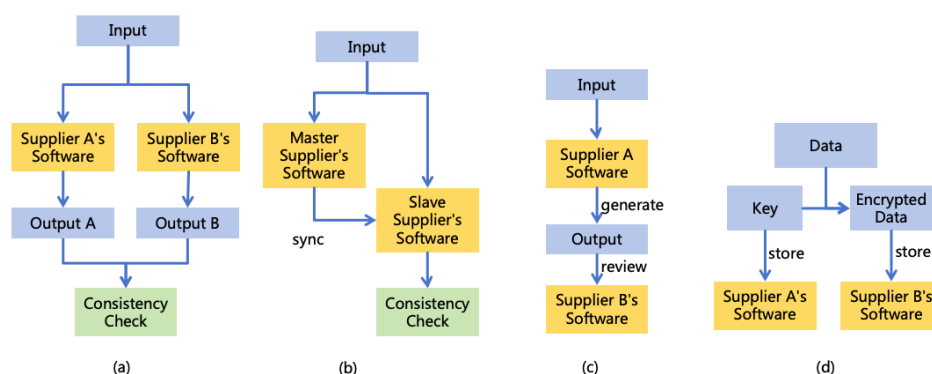 Input
Supplier A's
Software
Supplier B's
Software
Output A
Output B
Consistency
Check
(a)
Input
Master
Supplier's
Software
sync
Slave
Supplier's
Software
Consistency
Check
(b)
Input
Supplier A
Software
generate
Output
review
Supplier B's
Software
(c)
Data
Key
Encrypted
Data
store
store
Supplier A's
Software
Supplier B's
Software
(d)